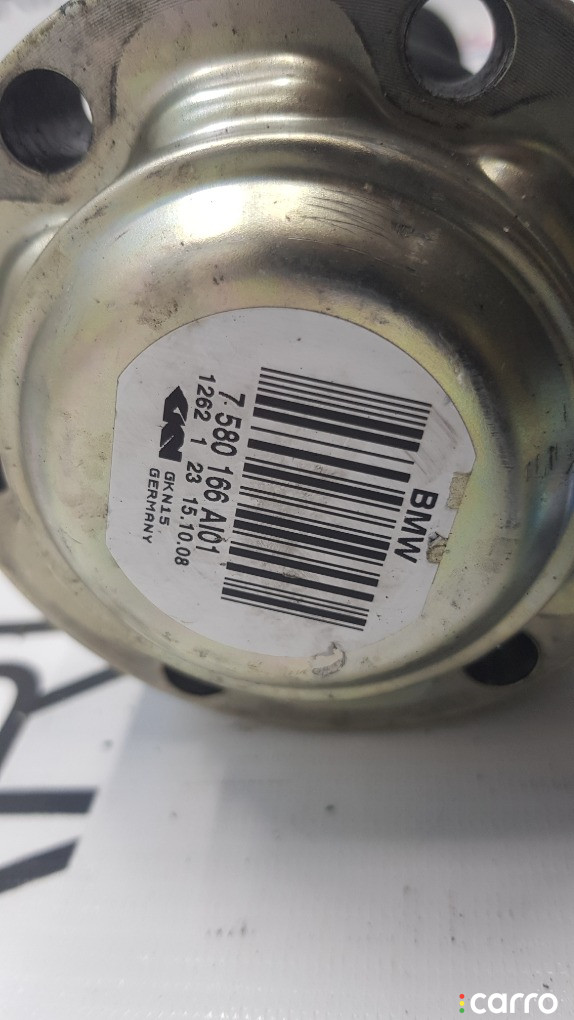 BMW
7 580 166 AI01
1262 1 23 15.10.08
GKN
GKN15
GERMANY
carro